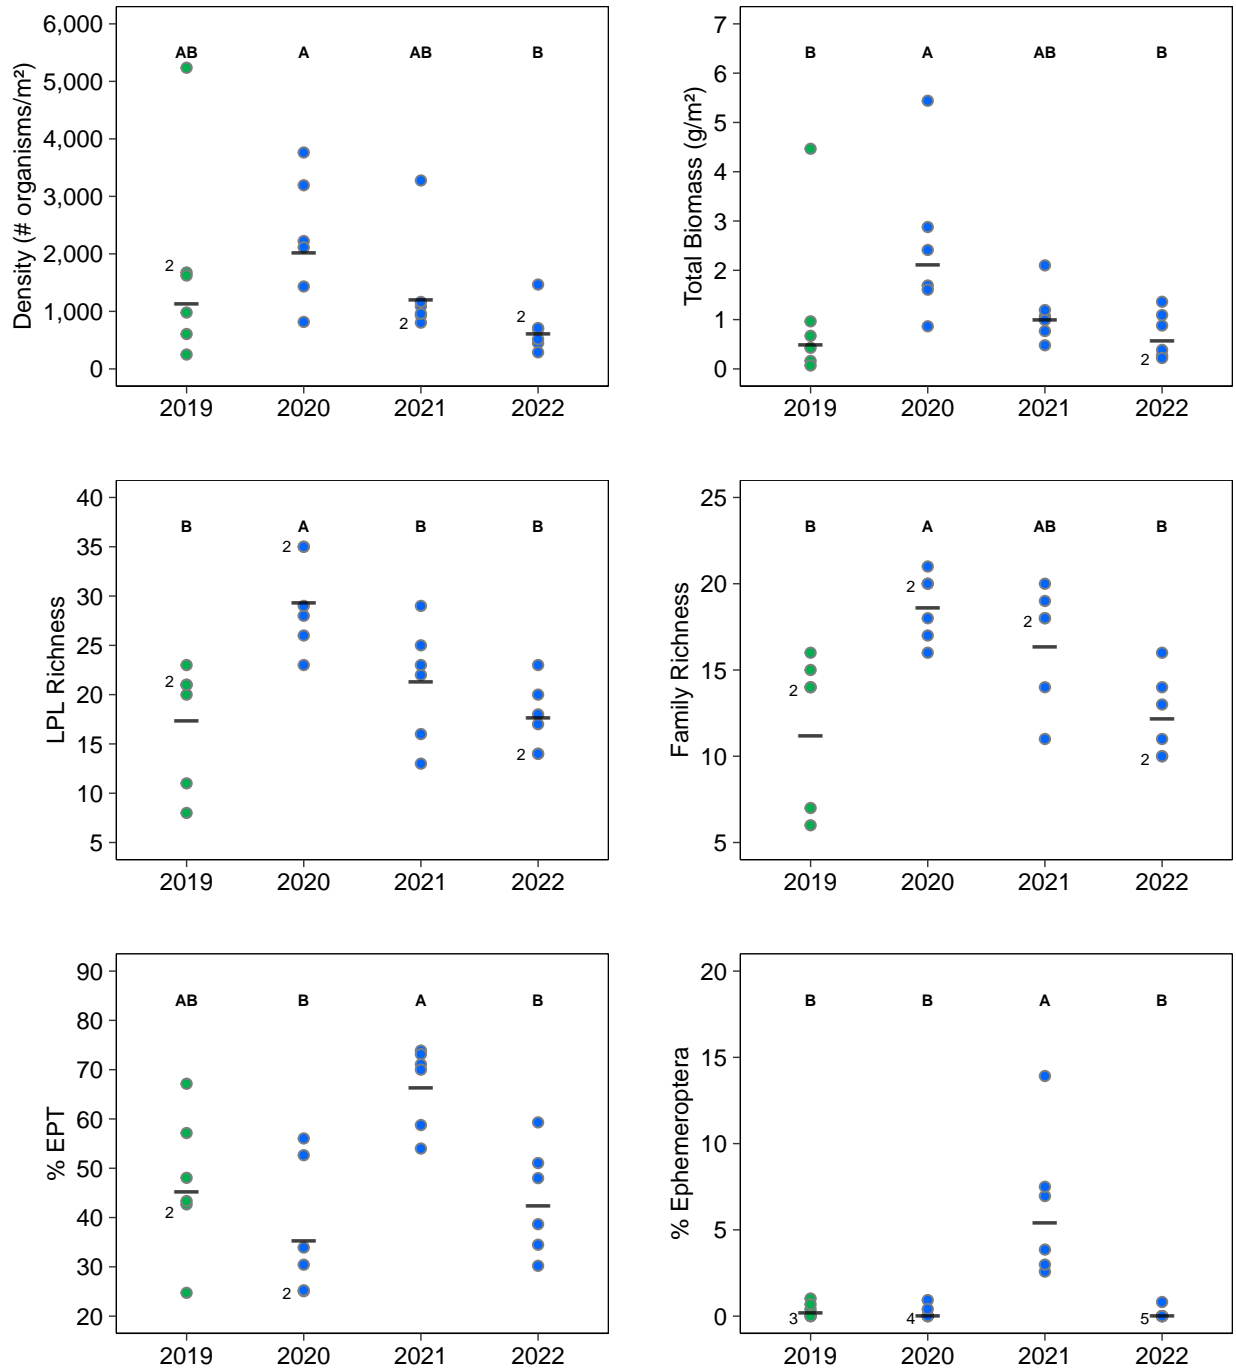 Density (# organisms/m²)
6,000
5,000
4,000
3,000
2,000
1,000
0
AB A AB B
2
2
2
2019 2020 2021 2022
Total Biomass (g/m²)
7
6
5
4
3
2
1
0
B A AB B
2
2019 2020 2021 2022
LPL Richness
40
35
30
25
20
15
10
5
B A B B
2
2
2
2019 2020 2021 2022
Family Richness
25
20
15
10
5
B A AB B
2
2
2
2
2019 2020 2021 2022
% EPT
90
80
70
60
50
40
30
20
AB B A B
2
2
2019 2020 2021 2022
% Ephemeroptera
20
15
10
5
0
B B A B
3 4 5
2019 2020 2021 2022